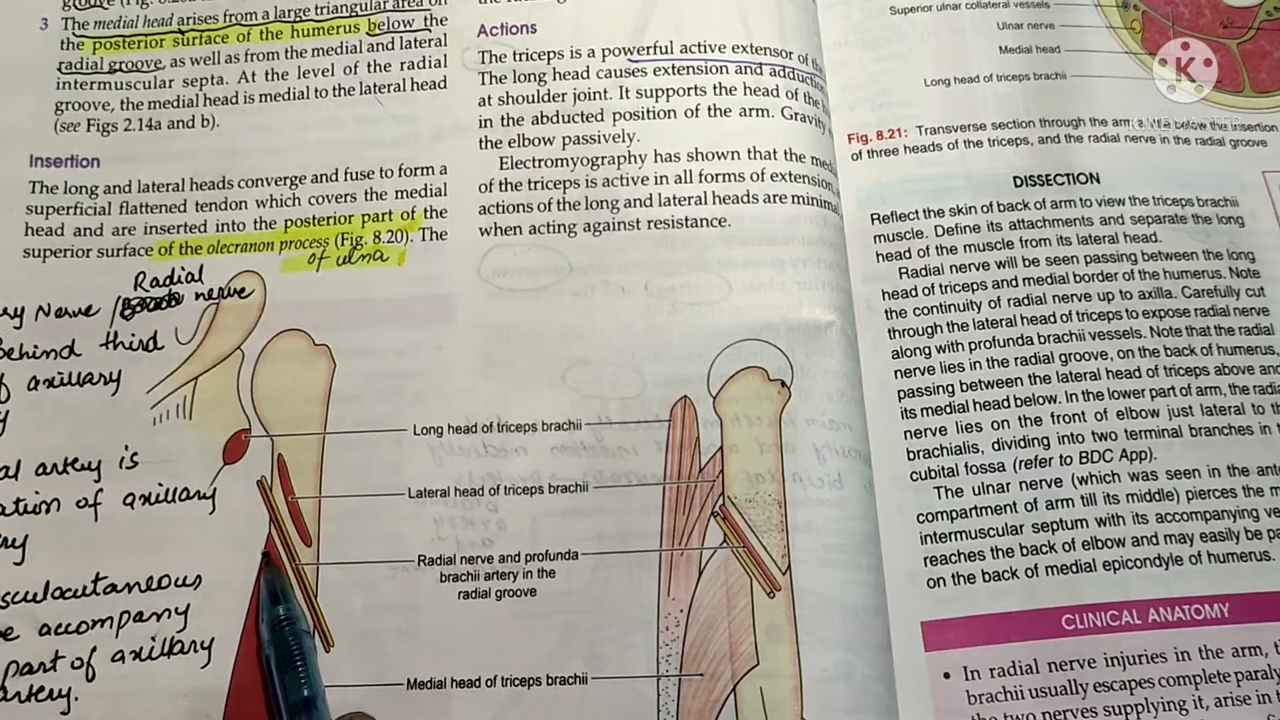 3 The medial head arises from a large triangular area on
the posterior surface of the humerus below the
radial groove, as well as from the medial and lateral
intermuscular septa. At the level of the radial
groove, the medial head is medial to the lateral head
(see Figs 2.14a and b).
Insertion
The long and lateral heads converge and fuse to form a
superficial flattened tendon which covers the medial
head and are inserted into the posterior part of the
superior surface of the olecranon process (Fig. 8.20). The
of ulna
Radial
Nerve / nerve
Behind third
axillary
artery is
axillary
accompany
part of axillary
artery.
Actions
The triceps is a powerful active extensor of
The long head causes extension and
at shoulder joint. It supports the head of the
in the abducted position of the arm. Gravity
the elbow passively.
Electromyography has shown that the
of the triceps is active in all forms of extension
actions of the long and lateral heads are
when acting against resistance.
Long head of triceps brachii
Lateral head of triceps brachii
Radial nerve and profunda
brachii artery in the
radial groove
Medial head of triceps brachii
Superior ulnar collateral vessels
Ulnar nerve
Medial head
Long head of triceps brachii
K
Fig. 8.21: Transverse section through the arm below the insertion
of three heads of the triceps, and the radial nerve in the radial groove
DISSECTION
Reflect the skin of back of arm to view the triceps brachii
muscle. Define its attachments and separate the long
head of the muscle from its lateral head.
Radial nerve will be seen passing between the long
head of triceps and medial border of the humerus. Note
the continuity of radial nerve up to axilla. Carefully cut
through the lateral head of triceps to expose radial nerve
along with profunda brachii vessels. Note that the radial
nerve lies in the radial groove, on the back of humerus,
passing between the lateral head of triceps above and
its medial head below. In the lower part of arm, the
nerve lies on the front of elbow just lateral to
brachialis, dividing into two terminal branches in
cubital fossa (refer to BDC App).
The ulnar nerve (which was seen in the
compartment of arm till its middle) pierces the
intermuscular septum with its accompanying
reaches the back of elbow and may easily be
on the back of medial epicondyle of humerus.
CLINICAL ANATOMY
• In radial nerve injuries in the arm,
brachii usually escapes complete
the two nerves supplying it, arise in